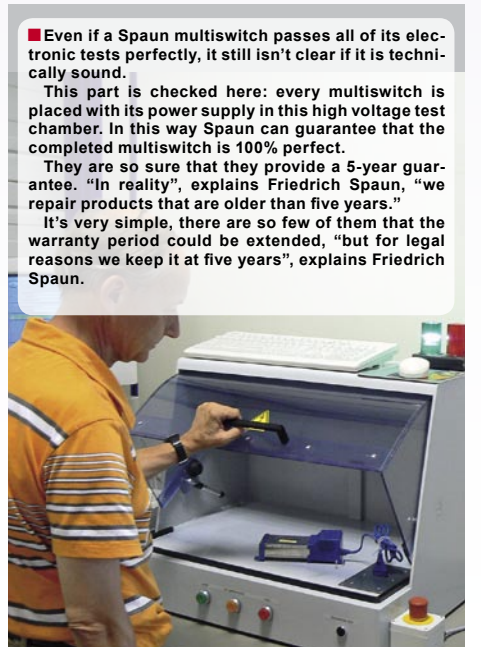 Even if a Spaun multiswitch passes all of its elec-
tronic tests perfectly, it still isn’t clear if it is techni-
cally sound.
This part is checked here: every multiswitch is
placed with its power supply in this high voltage test
chamber. In this way Spaun can guarantee that the
completed multiswitch is 100% perfect.
They are so sure that they provide a 5-year guar-
antee. “In reality”, explains Friedrich Spaun, “we
repair products that are older than five years.”
It’s very simple, there are so few of them that the
warranty period could be extended, “but for legal
reasons we keep it at five years”, explains Friedrich
Spaun.